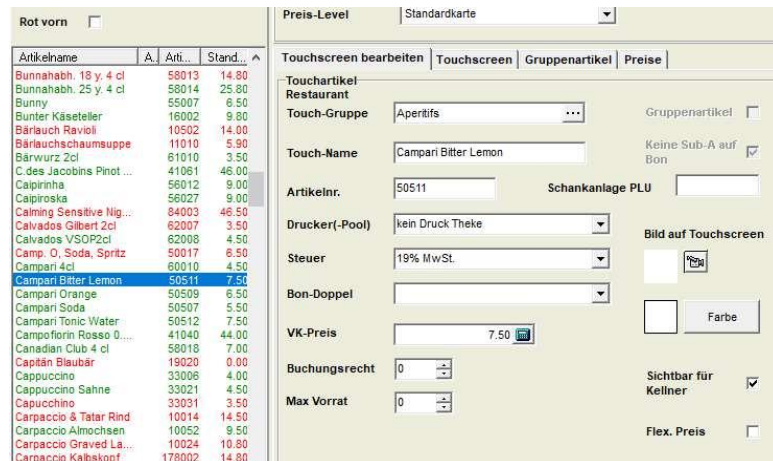 Rot vorn
Preis-Level Standardkarte
Artikelname A. Arti... Stand...
Bunnahabh. 18 y. 4 cl 58013 14.80
Bunnahabh. 25 y. 4 cl 58014 25.80
Bunny 55007 6.50
Bunter Käseteller 16002 9.80
Bärlauch Ravioli 10502 14.00
Bärlauchschaumsuppe 11010 5.90
Bärwurz 2cl 61010 3.50
C.des Jacobins Pinot ... 41061 46.00
Caipirinha 56012 9.00
Caipiroska 56027 9.00
Calming Sensitive Nig... 84003 46.50
Calvados Gilbert 2cl 62007 3.50
Calvados VSOP2cl 62008 4.50
Camp. O, Soda, Spritz 50017 6.50
Campari 4cl 60010 4.50
Campari Bitter Lemon 50511 7.50
Campari Orange 50509 6.50
Campari Soda 50507 5.50
Campari Tonic Water 50512 7.50
Campofiorin Rosso 0.... 41040 44.00
Canadian Club 4 cl 58018 7.00
Capitän Blaubär 19020 0.00
Cappuccino 33006 4.00
Cappuccino Sahne 33021 4.50
Capucchino 33031 3.50
Carpaccio & Tatar Rind 10014 14.50
Carpaccio Almochsen 10052 9.50
Carpaccio Graved La... 10024 10.80
Carpaccio Kalbskopf 178002 14.80
Touchscreen bearbeiten Touchscreen Gruppenartikel Preise
Touchartikel
Restaurant
Touch-Gruppe Aperitifs ... Gruppenartikel
Touch-Name Campari Bitter Lemon Keine Sub-A auf
Bon
Artikelnr. 50511 Schankanlage PLU
Drucker(-Pool) kein Druck Theke
Bild auf Touchscreen
Steuer 19% MwSt.
Bon-Doppel
Farbe
VK-Preis 7.50
Buchungsrecht 0
Sichtbar für
Kellner
Max Vorrat 0
Flex. Preis